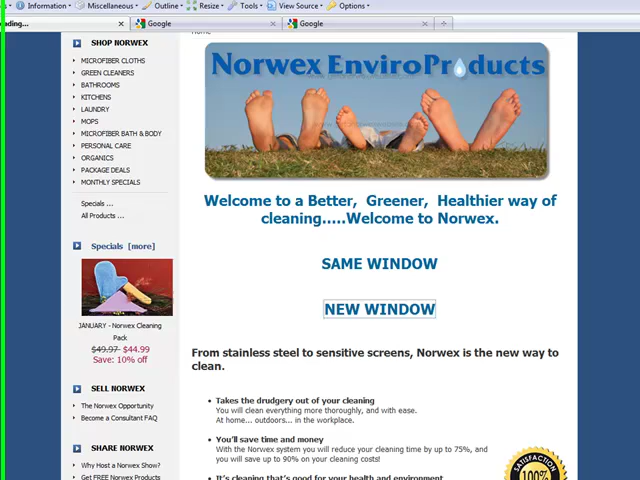 Information Miscellaneous Outline Resize Tools View Source Options
ading... Google Google
SHOP NORWEX
MICROFIBER CLOTHS
GREEN CLEANERS
BATHROOMS
KITCHENS
LAUNDRY
MOPS
MICROFIBER BATH & BODY
PERSONAL CARE
ORGANICS
PACKAGE DEALS
MONTHLY SPECIALS
Specials ...
All Products ...
Specials [more]
JANUARY - Norwex Cleaning
Pack
$49.97 $44.99
Save: 10% off
SELL NORWEX
The Norwex Opportunity
Become a Consultant FAQ
SHARE NORWEX
Why Host a Norwex Show?
Get FREE Norwex Products
Home
Norwex EnviroProducts
Welcome to a Better, Greener, Healthier way of
cleaning.....Welcome to Norwex.
SAME WINDOW
NEW WINDOW
From stainless steel to sensitive screens, Norwex is the new way to
clean.
Takes the drudgery out of your cleaning
You will clean everything more thoroughly, and with ease.
At home... outdoors... in the workplace.
You'll save time and money
With the Norwex system you will reduce your cleaning time by up to 75%, and
you will save up to 90% on your cleaning costs!
It's cleaning that's good for your health and environment
SATISFACTION
100%